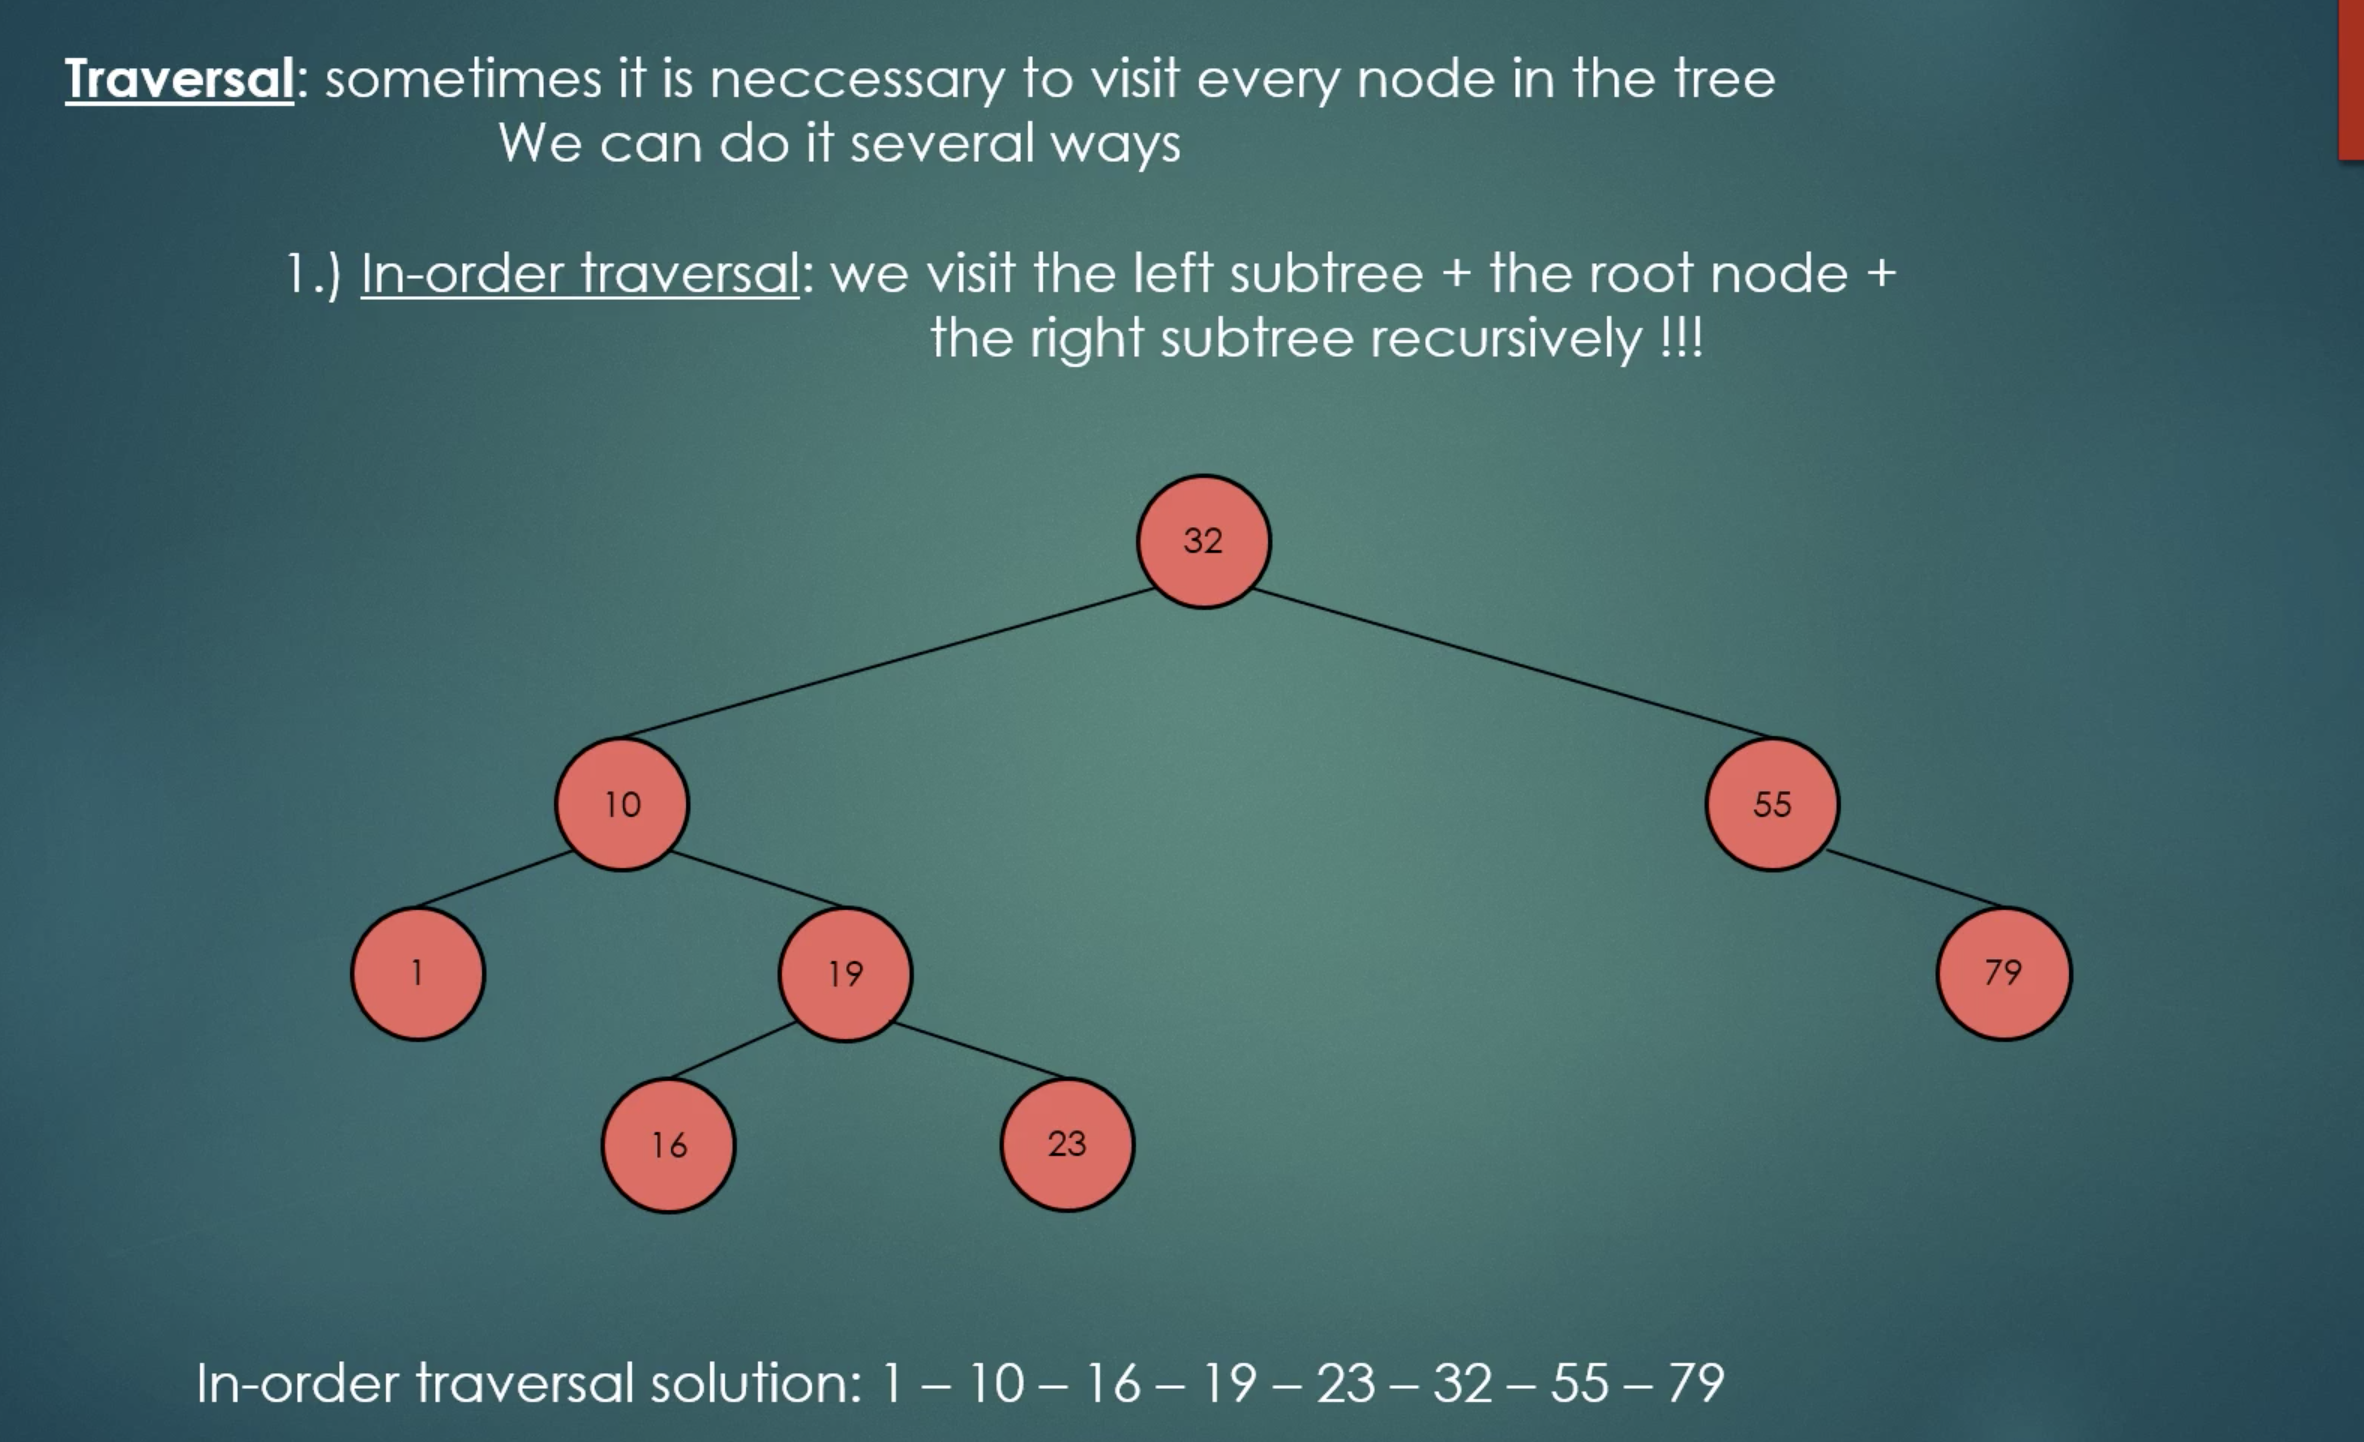 Traversal: sometimes it is neccessary to visit every node in the tree
We can do it several ways
1.) In-order traversal: we visit the left subtree + the root node +
the right subtree recursively !!!
32
10
55
1
19
79
16
23
In-order traversal solution: 1 – 10 – 16 – 19 – 23 – 32 – 55 – 79